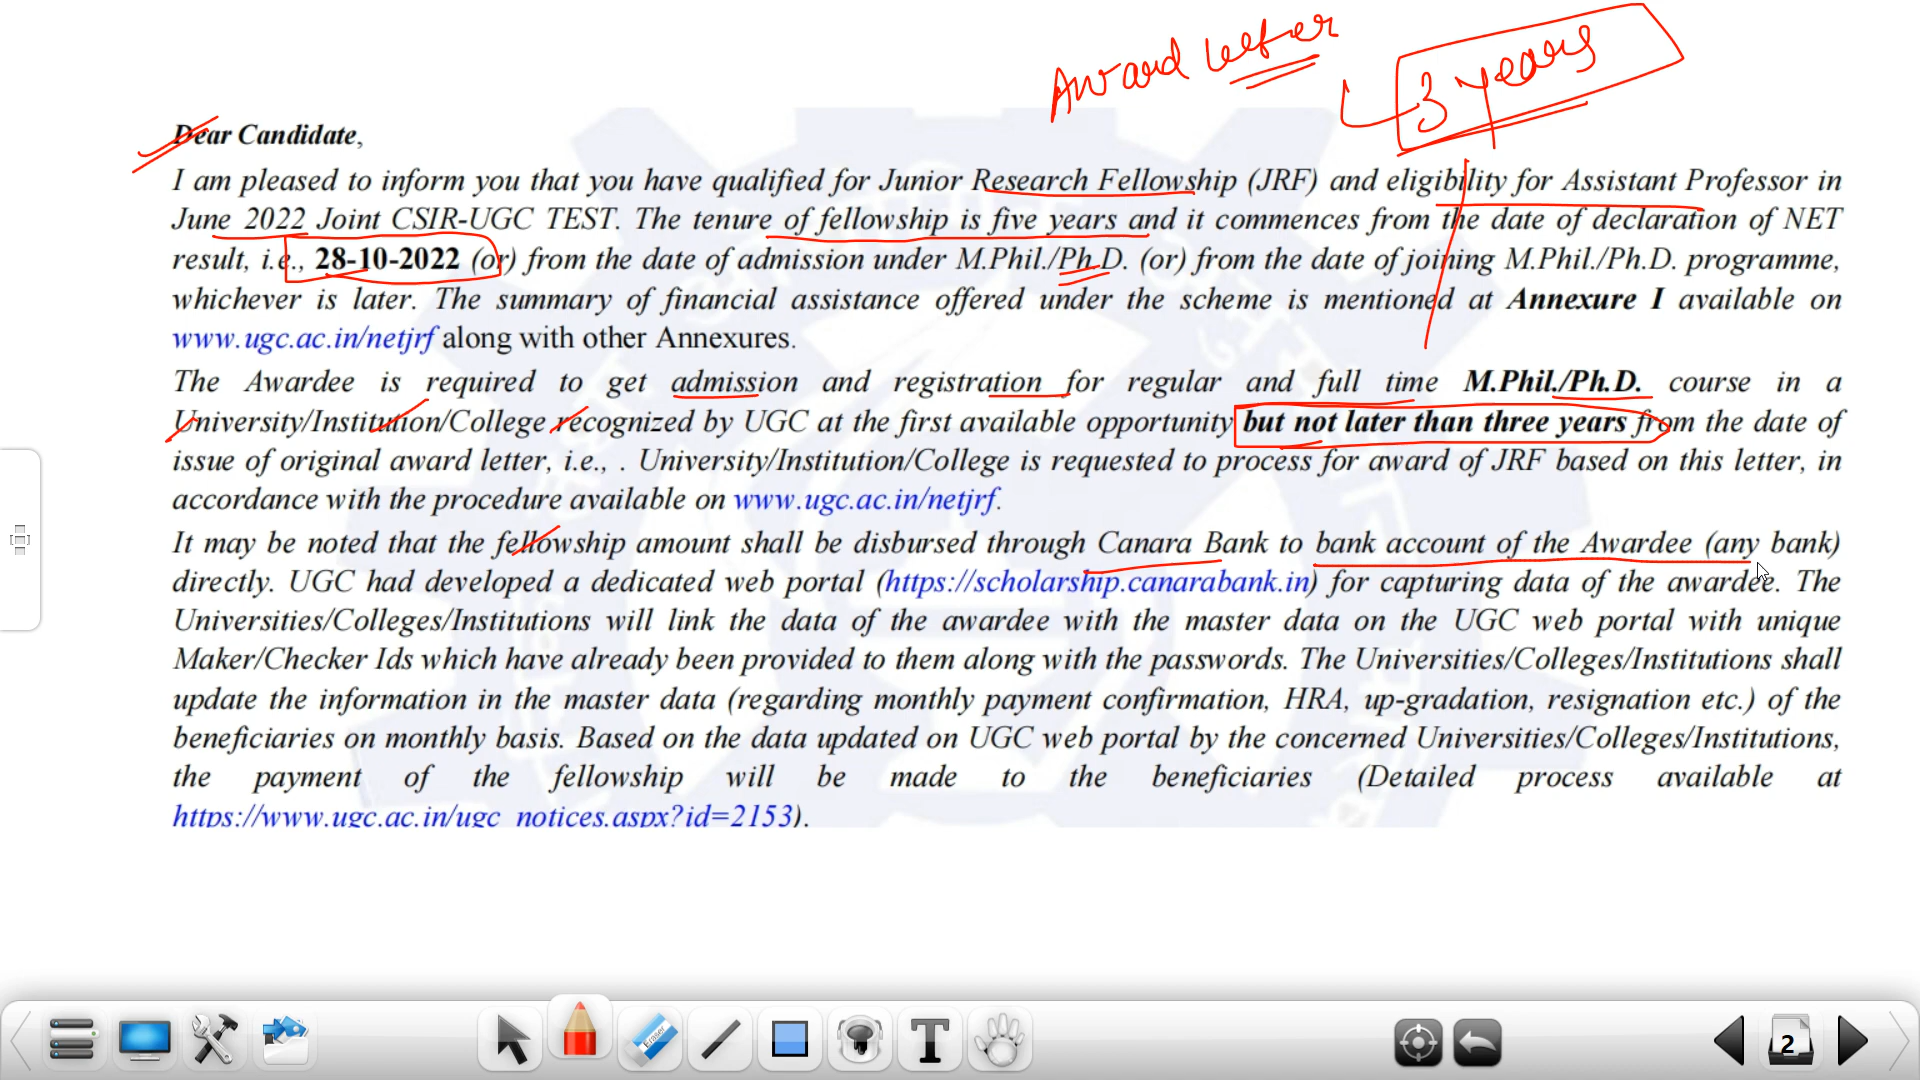 Award letter
3 years
Dear Candidate,
I am pleased to inform you that you have qualified for Junior Research Fellowship (JRF) and eligibility for Assistant Professor in
June 2022 Joint CSIR-UGC TEST. The tenure of fellowship is five years and it commences from the date of declaration of NET
result, i.e., 28-10-2022 (or) from the date of admission under M.Phil./Ph.D. (or) from the date of joining M.Phil./Ph.D. programme,
whichever is later. The summary of financial assistance offered under the scheme is mentioned at Annexure I available on
www.ugc.ac.in/netjrf along with other Annexures.
The Awardee is required to get admission and registration for regular and full time M.Phil./Ph.D. course in a
University/Institution/College recognized by UGC at the first available opportunity but not later than three years from the date of
issue of original award letter, i.e., . University/Institution/College is requested to process for award of JRF based on this letter, in
accordance with the procedure available on www.ugc.ac.in/netjrf.
It may be noted that the fellowship amount shall be disbursed through Canara Bank to bank account of the Awardee (any bank)
directly. UGC had developed a dedicated web portal (https://scholarship.canarabank.in) for capturing data of the awardee. The
Universities/Colleges/Institutions will link the data of the awardee with the master data on the UGC web portal with unique
Maker/Checker Ids which have already been provided to them along with the passwords. The Universities/Colleges/Institutions shall
update the information in the master data (regarding monthly payment confirmation, HRA, up-gradation, resignation etc.) of the
beneficiaries on monthly basis. Based on the data updated on UGC web portal by the concerned Universities/Colleges/Institutions,
the payment of the fellowship will be made to the beneficiaries (Detailed process available at
https://www.ugc.ac.in/ugc_notices.aspx?id=2153).
Eraser
T
2